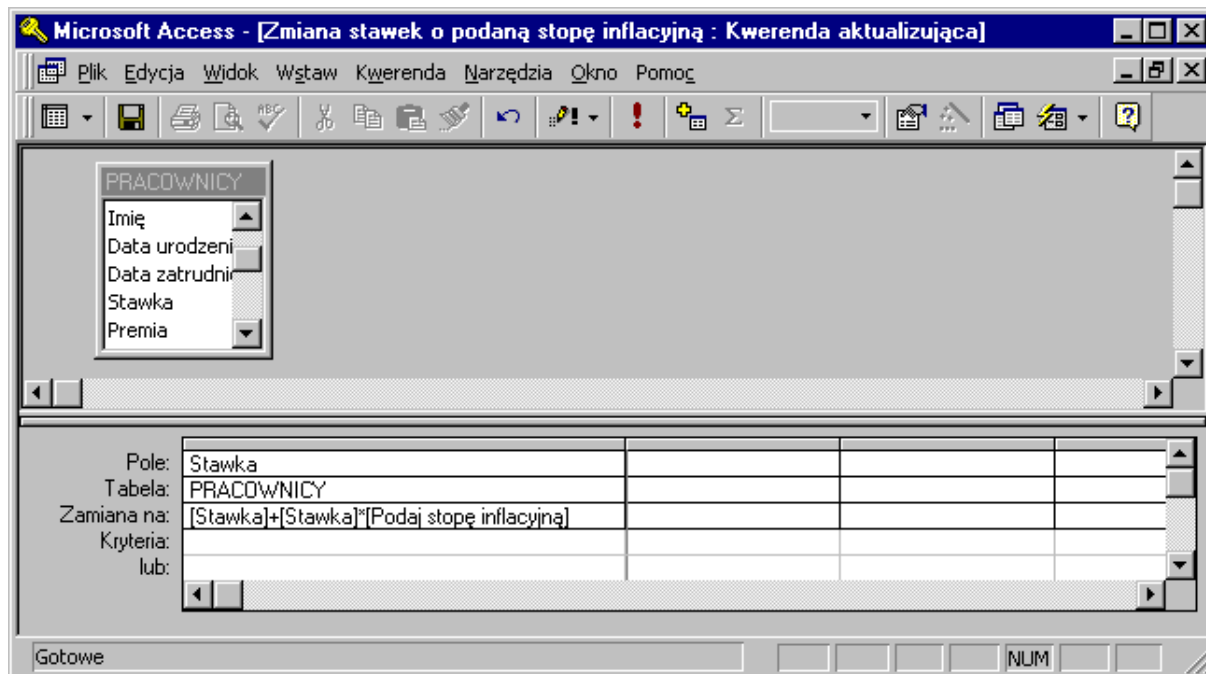 Microsoft Access - [Zmiana stawek o podaną stopę inflacyjną : Kwerenda aktualizująca]
Plik Edycja Widok Wstaw Kwerenda Narzędzia Okno Pomoc
PRACOWNICY
Imię
Data urodzeni
Data zatrudni
Stawka
Premia
Pole: Stawka
Tabela: PRACOWNICY
Zamiana na: [Stawka]+[Stawka]*[Podaj stopę inflacyjną]
Kryteria:
lub:
Gotowe NUM